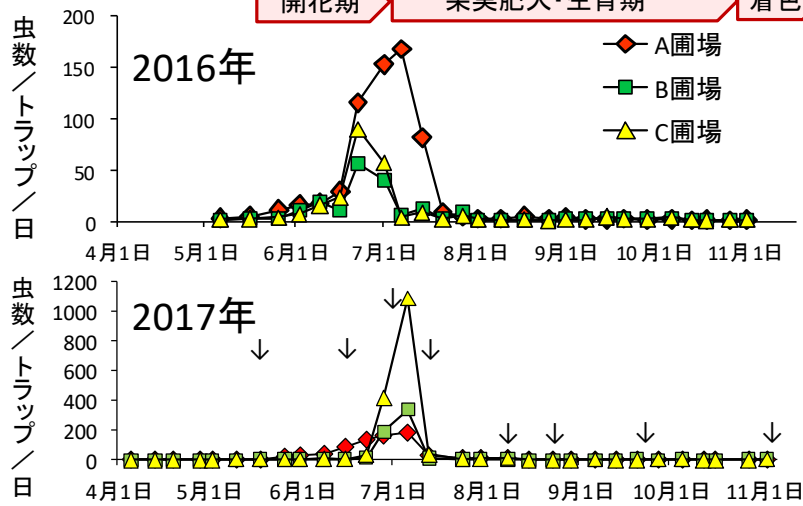 開花期
果実肥大・生育期
着色
虫数／トラップ／日
2016年
A圃場
B圃場
C圃場
200
150
100
50
0
4月1日 5月1日 6月1日 7月1日 8月1日 9月1日 10月1日 11月1日
虫数／トラップ／日
2017年
1200
1000
800
600
400
200
0
4月1日 5月1日 6月1日 7月1日 8月1日 9月1日 10月1日 11月1日